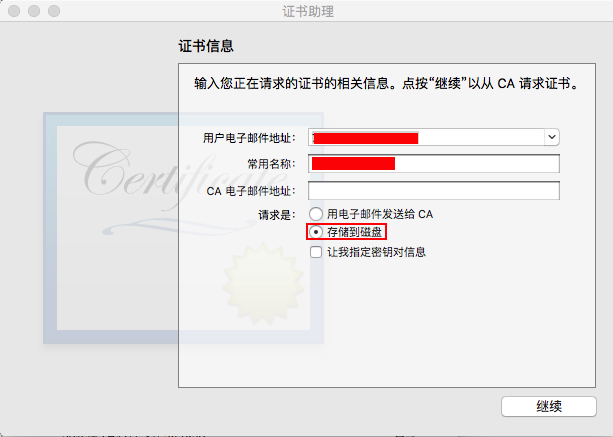 证书助理
证书信息
输入您正在请求的证书的相关信息。点按“继续”以从 CA 请求证书。
Certificate
用户电子邮件地址：
常用名称：
CA 电子邮件地址：
请求是：
用电子邮件发送给 CA
存储到磁盘
让我指定密钥对信息
继续